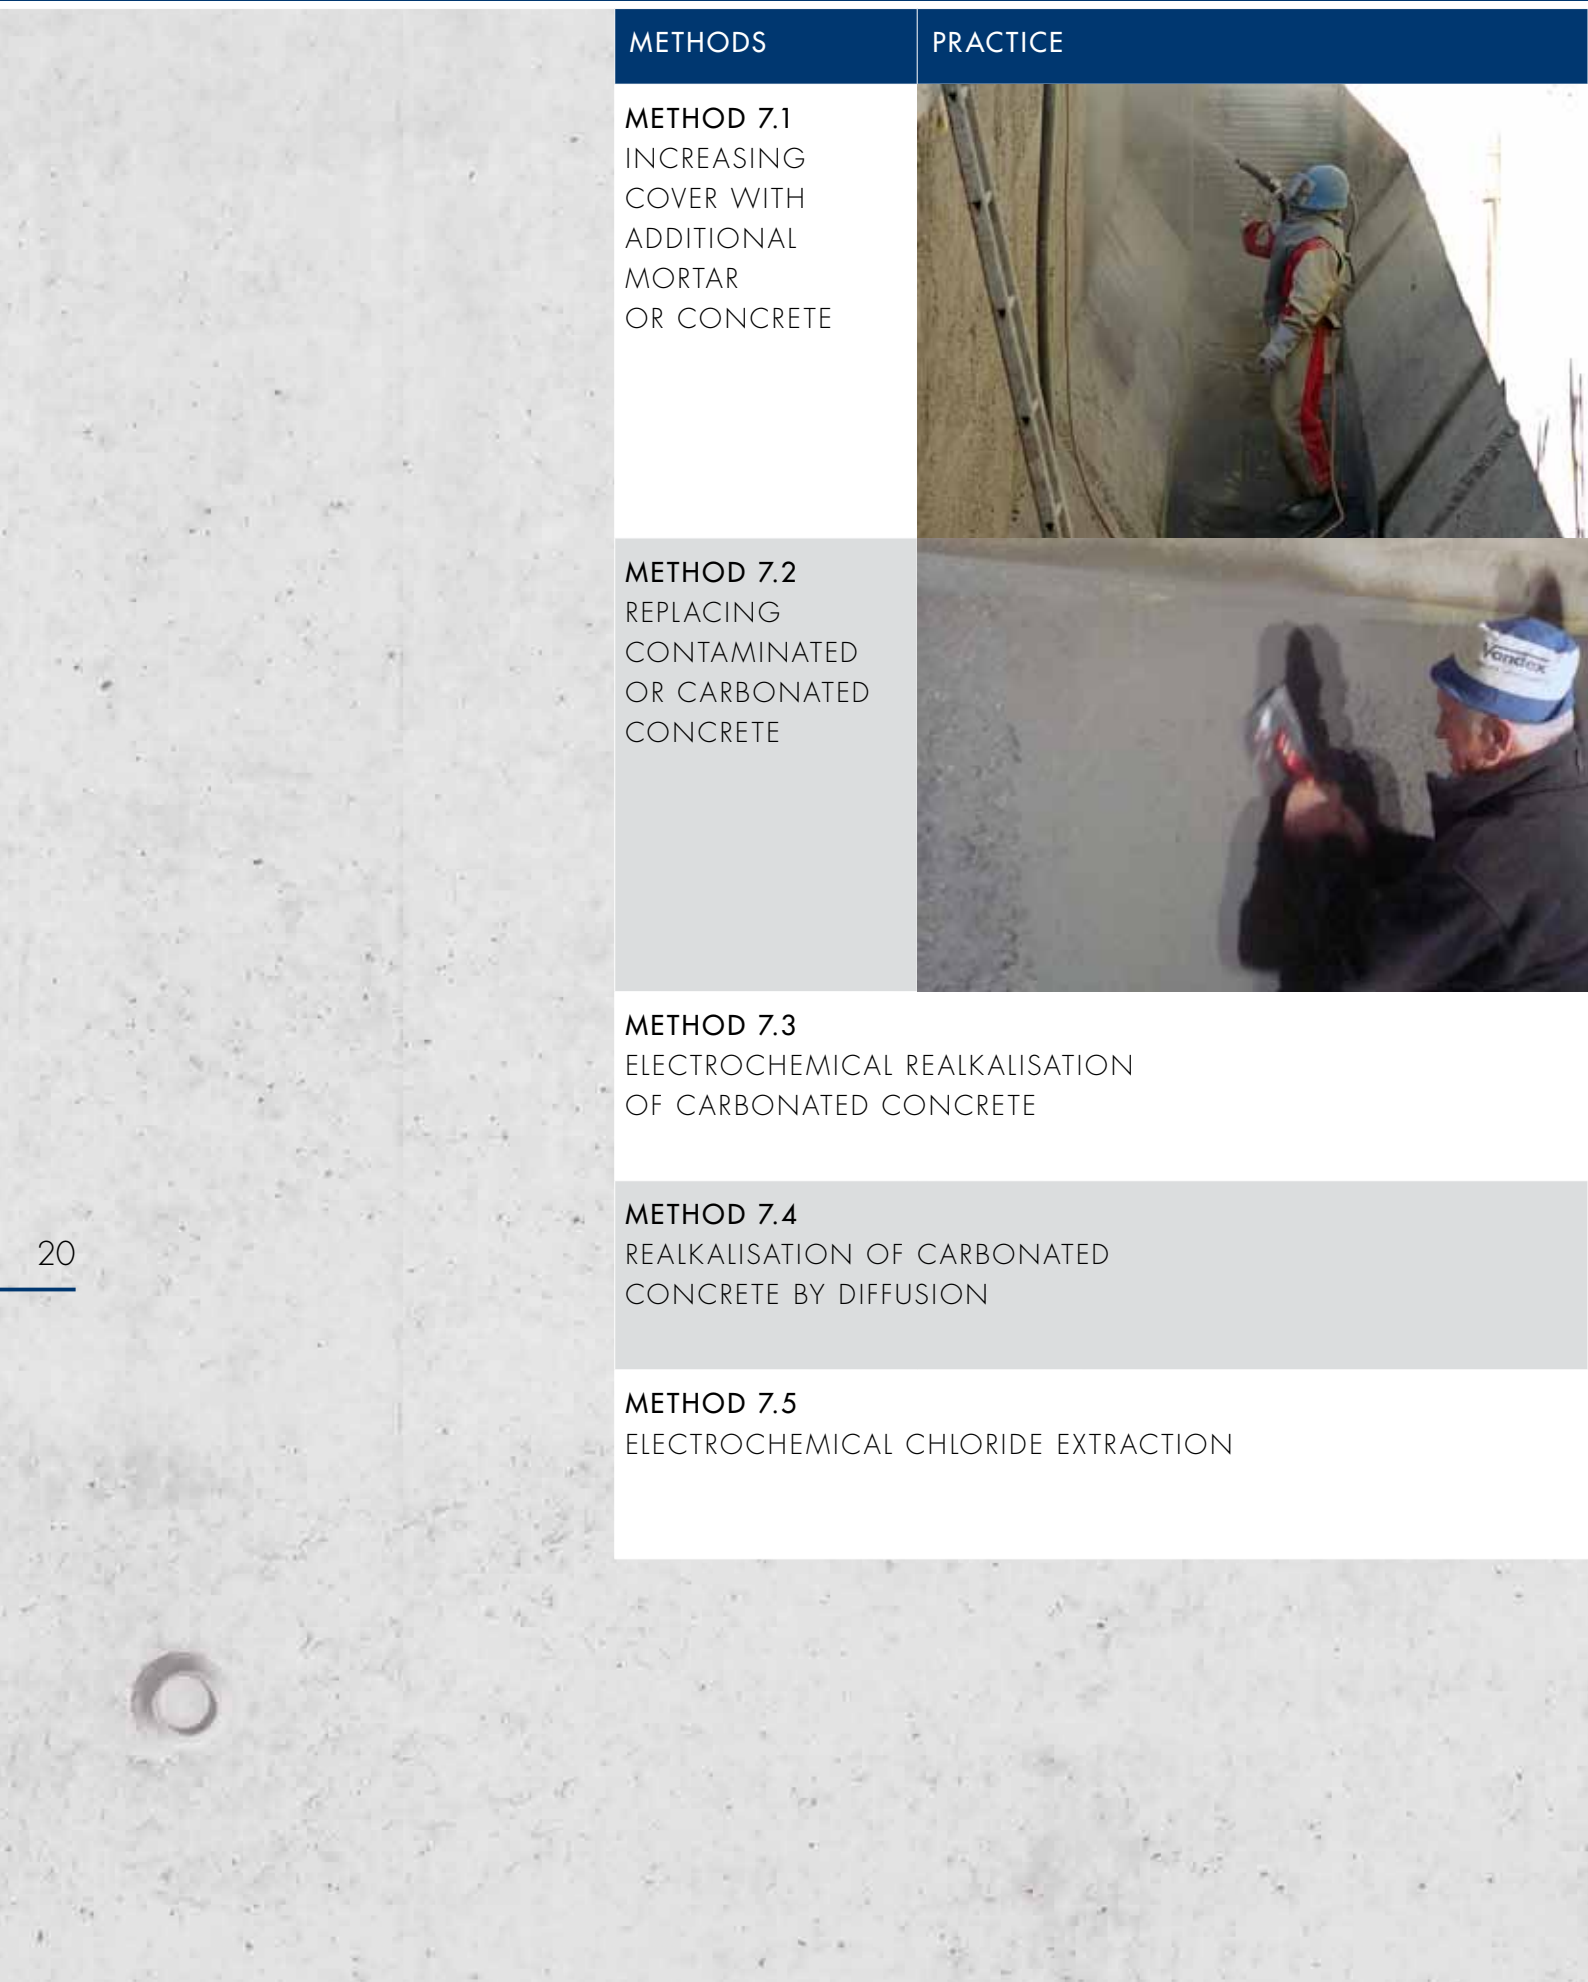 METHODS
PRACTICE
METHOD 7.1
INCREASING
COVER WITH
ADDITIONAL
MORTAR
OR CONCRETE
METHOD 7.2
REPLACING
CONTAMINATED
OR CARBONATED
CONCRETE
Vandex
METHOD 7.3
ELECTROCHEMICAL REALKALISATION
OF CARBONATED CONCRETE
METHOD 7.4
REALKALISATION OF CARBONATED
CONCRETE BY DIFFUSION
20
METHOD 7.5
ELECTROCHEMICAL CHLORIDE EXTRACTION